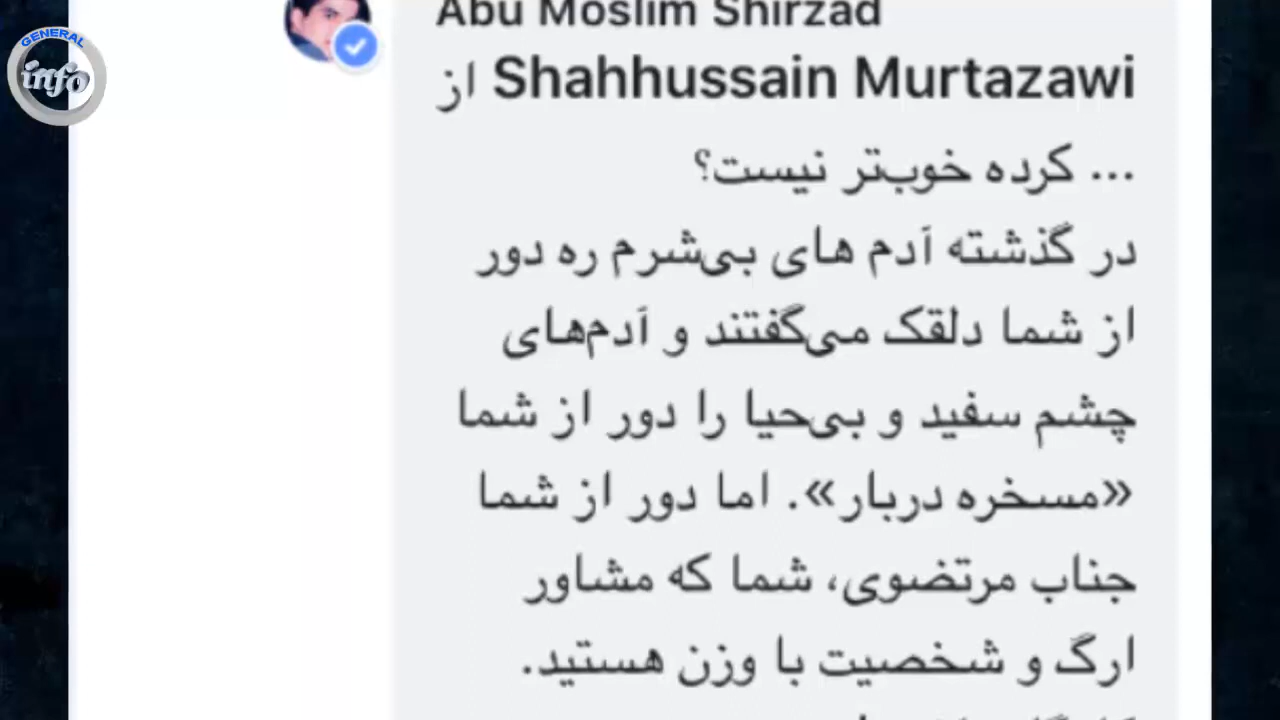 GENERAL
info
Abu Moslim Shirzad
Shahhussain Murtazawi از
... کرده خوب‌تر نیست؟
در گذشته آدم های بی‌شرم ره دور
از شما دلقک می‌گفتند و آدم‌های
چشم سفید و بی‌حیا را دور از شما
«مسخره دربار». اما دور از شما
جناب مرتضوی، شما که مشاور
ارگ و شخصیت با وزن هستید.